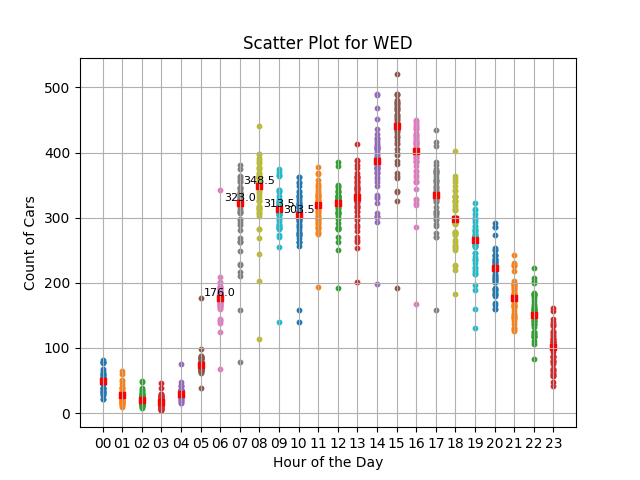 Scatter Plot for WED
Count of Cars
500
400
300
200
100
0
348.5
323.0
313.5
303.5
176.0
00 01 02 03 04 05 06 07 08 09 10 11 12 13 14 15 16 17 18 19 20 21 22 23
Hour of the Day